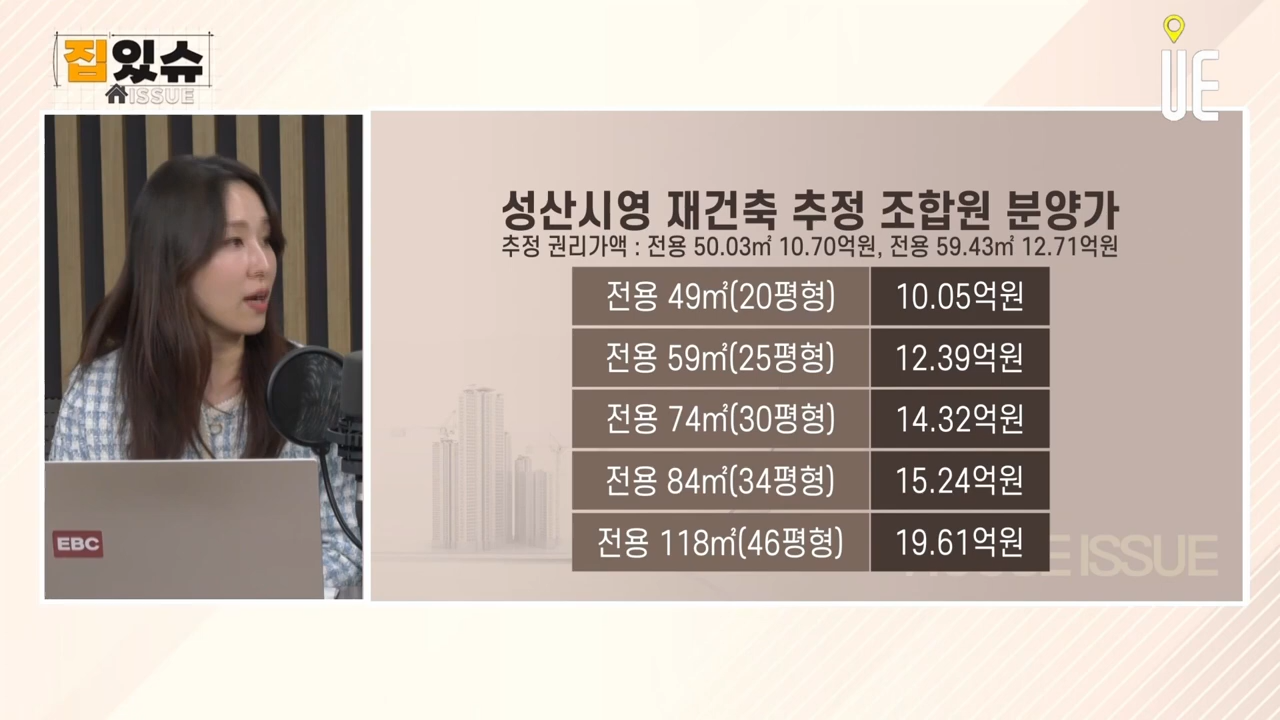 집있슈
ISSUE
UE
성산시영 재건축 추정 조합원 분양가
추정 권리가액 : 전용 50.03㎡ 10.70억원, 전용 59.43㎡ 12.71억원
전용 49㎡(20평형) 10.05억원
전용 59㎡(25평형) 12.39억원
전용 74㎡(30평형) 14.32억원
전용 84㎡(34평형) 15.24억원
전용 118㎡(46평형) 19.61억원
ISSUE
EBC